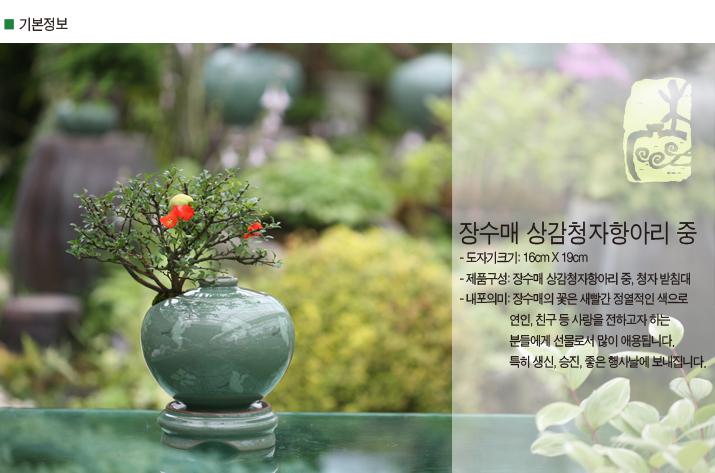 기본정보
장수매 상감청자항아리 중
- 도자기크기: 16cm X 19cm
- 제품구성: 장수매 상감청자항아리 중, 청자 받침대
- 내포의미: 장수매의 꽃은 새빨간 정열적인 색으로
연인, 친구 등 사랑을 전하고자 하는
분들에게 선물로서 많이 애용됩니다.
특히 생신, 승진, 좋은 행사날에 보내집니다.